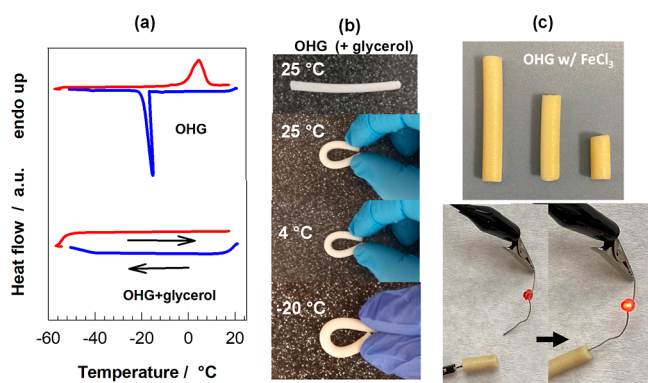 (a)
Heat flow / a.u. endo up
OHG
OHG+glycerol
-60 -40 -20 0 20
Temperature / °C
(b)
OHG (+ glycerol)
25 °C
25 °C
4 °C
-20 °C
(c)
OHG w/ FeCl₃